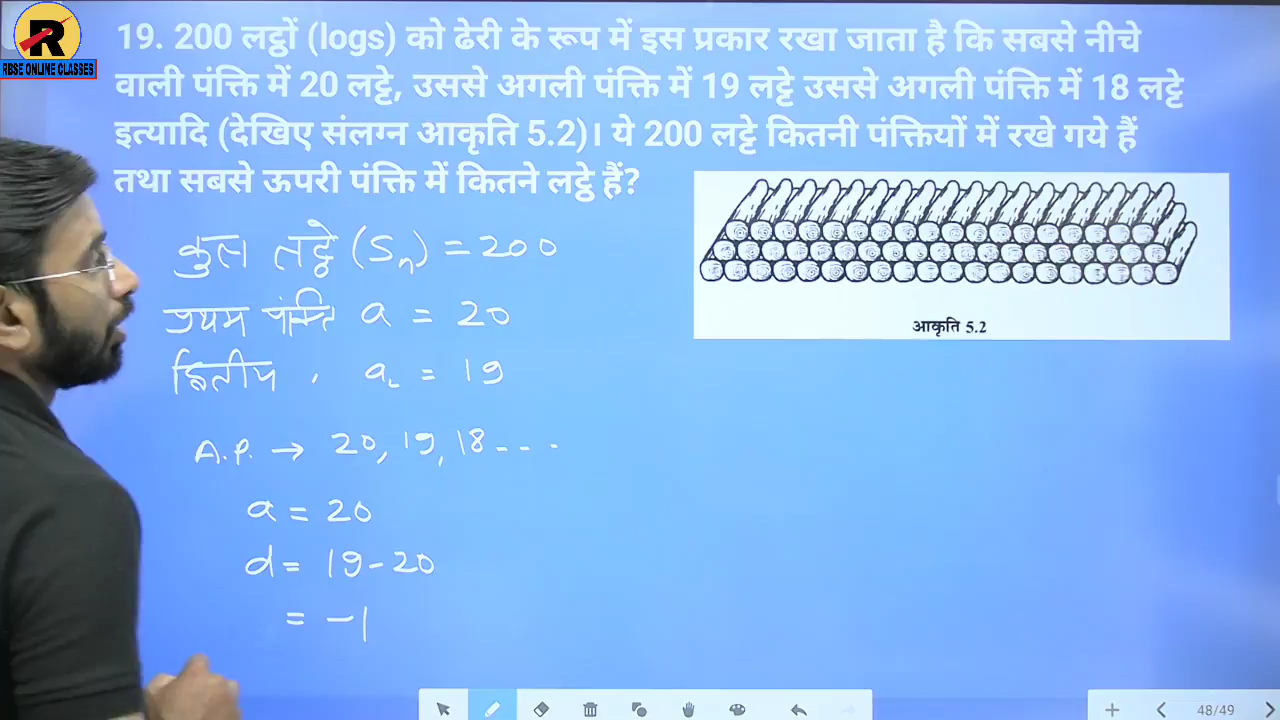 R
RBSE ONLINE CLASSES
19. 200 लट्ठों (logs) को ढेरी के रूप में इस प्रकार रखा जाता है कि सबसे नीचे
वाली पंक्ति में 20 लट्टे, उससे अगली पंक्ति में 19 लट्टे उससे अगली पंक्ति में 18 लट्टे
इत्यादि (देखिए संलग्न आकृति 5.2)। ये 200 लट्टे कितनी पंक्तियों में रखे गये हैं
तथा सबसे ऊपरी पंक्ति में कितने लट्ठे हैं?
आकृति 5.2
कुल लट्ठे (Sn) = 200
प्रथम पंक्ति a = 20
द्वितीय , a2 = 19
A.P. → 20, 19, 18 - - -
a = 20
d = 19 - 20
= -1
48/49